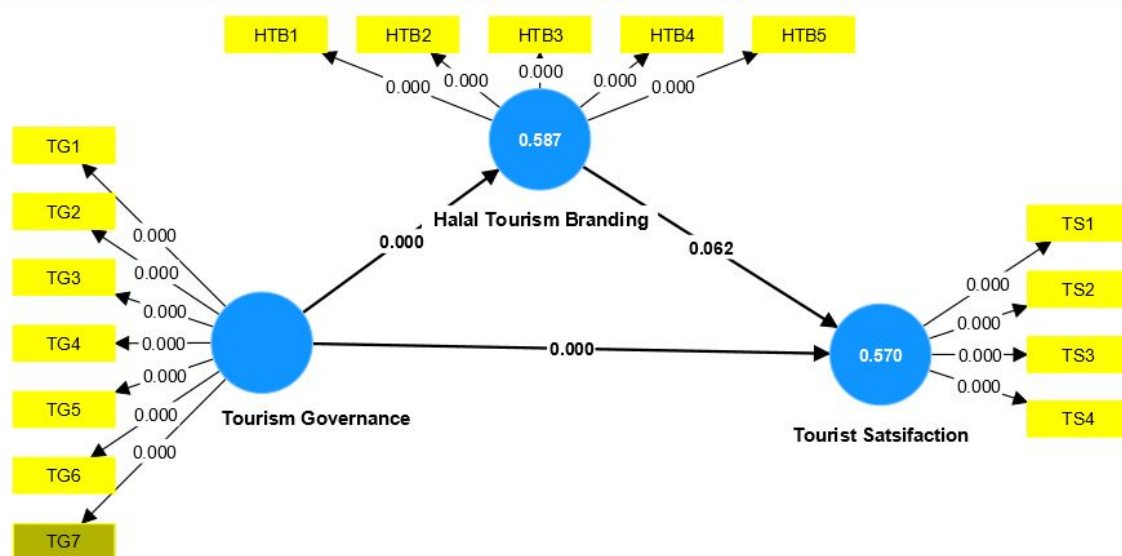 HTB1 HTB2 HTB3 HTB4 HTB5
0.000 0.000 0.000 0.000 0.000
0.587
Halal Tourism Branding
TG1
TG2
TG3
TG4
TG5
TG6
TG7
0.000
0.000
0.000
0.000
0.000
0.000
0.000
Tourism Governance
0.000
0.062
0.000
0.570
Tourist Satsifaction
0.000
0.000
0.000
0.000
TS1
TS2
TS3
TS4